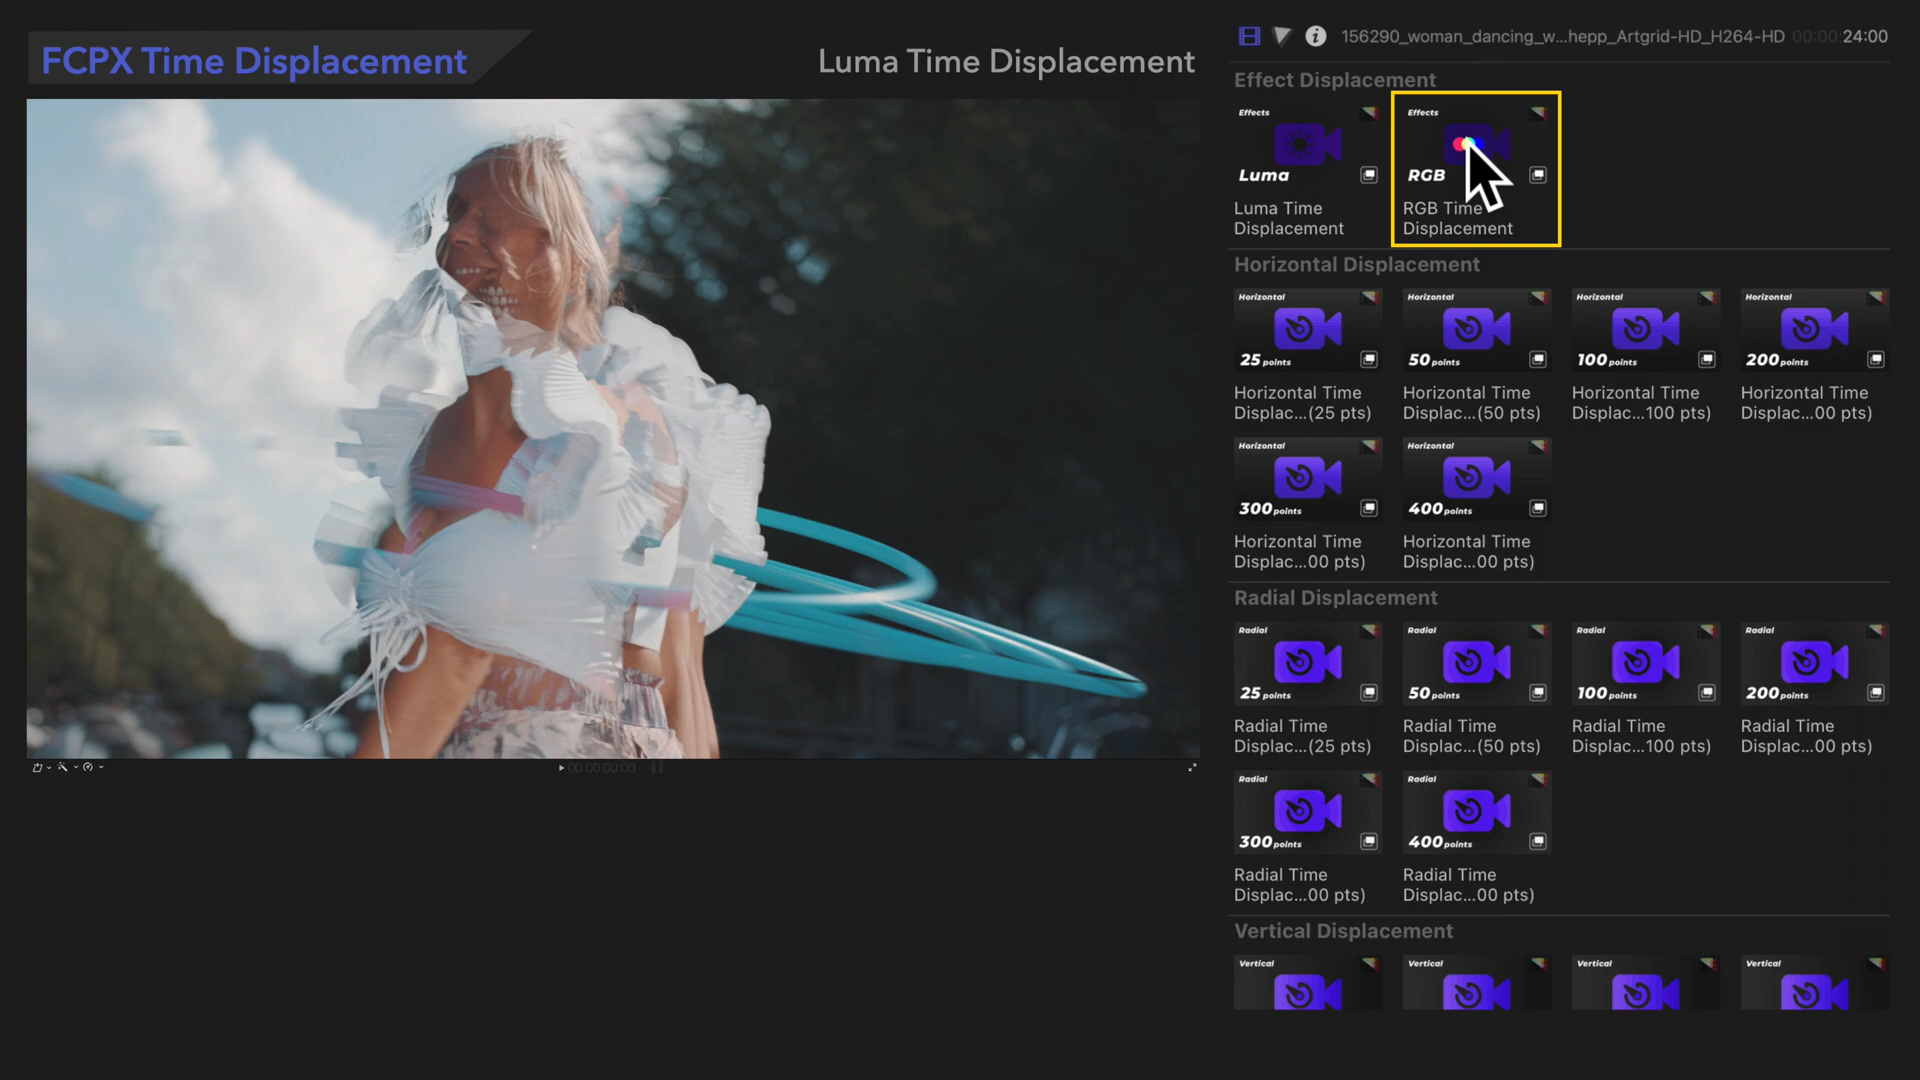 FCPX Time Displacement
Luma Time Displacement
156290_woman_dancing_w...hepp_Artgrid-HD_H264-HD 00:00:24:00
Effect Displacement
Effects
Luma
Luma Time
Displacement
Effects
RGB
RGB Time
Displacement
Horizontal Displacement
Horizontal
25 points
Horizontal Time
Displac...(25 pts)
Horizontal
50 points
Horizontal Time
Displac...(50 pts)
Horizontal
100 points
Horizontal Time
Displac...100 pts)
Horizontal
200 points
Horizontal Time
Displac...00 pts)
Horizontal
300 points
Horizontal Time
Displac...00 pts)
Horizontal
400 points
Horizontal Time
Displac...00 pts)
Radial Displacement
Radial
25 points
Radial Time
Displac...(25 pts)
Radial
50 points
Radial Time
Displac...(50 pts)
Radial
100 points
Radial Time
Displac...100 pts)
Radial
200 points
Radial Time
Displac...00 pts)
Radial
300 points
Radial Time
Displac...00 pts)
Radial
400 points
Radial Time
Displac...00 pts)
Vertical Displacement
Vertical
Vertical
Vertical
Vertical
00:00:00:00